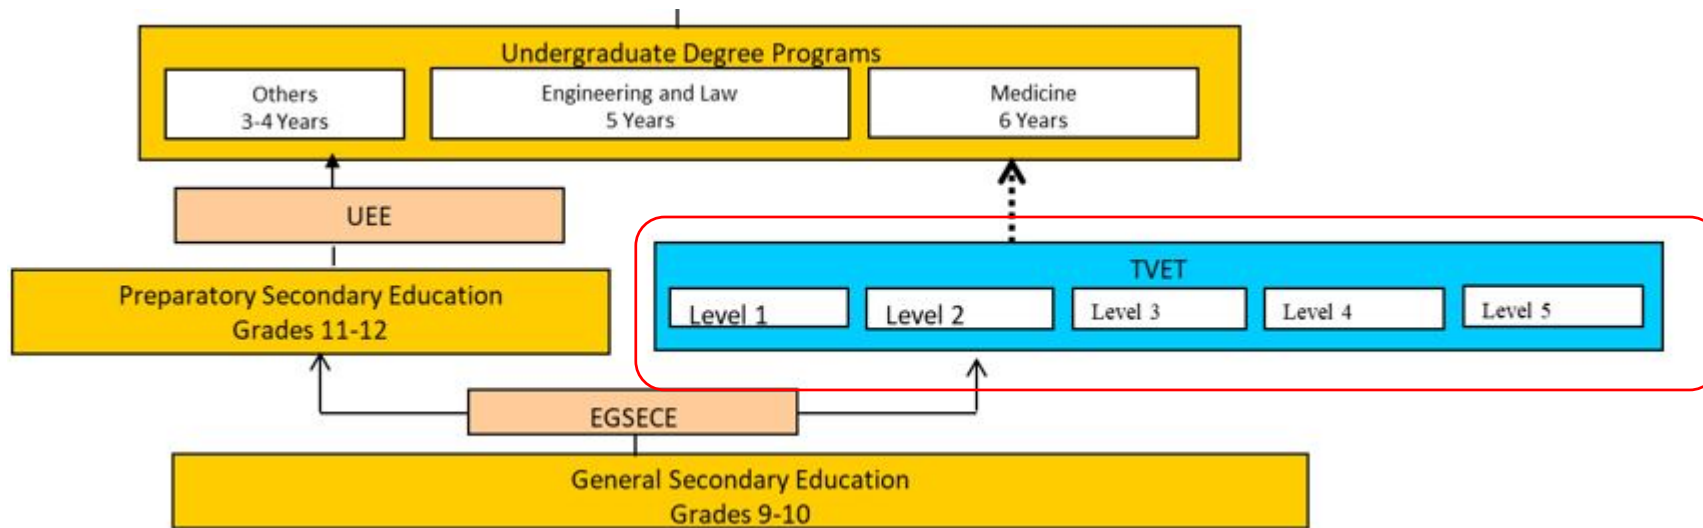 Undergraduate Degree Programs
Others
3-4 Years
Engineering and Law
5 Years
Medicine
6 Years
UEE
TVET
Level 1
Level 2
Level 3
Level 4
Level 5
Preparatory Secondary Education
Grades 11-12
EGSECE
General Secondary Education
Grades 9-10